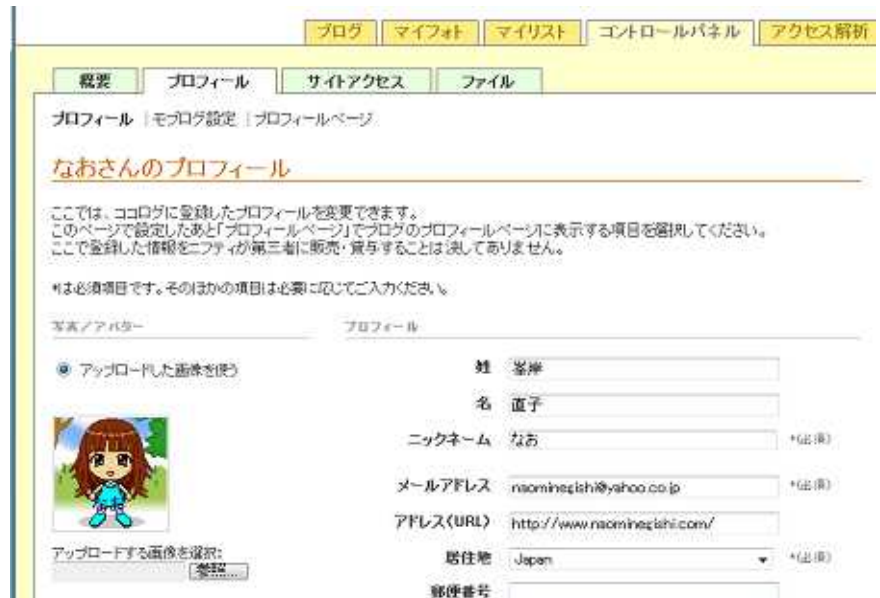 ブログ マイフォト マイリスト コントロールパネル アクセス解析
概要 プロフィール サイトアクセス ファイル
プロフィール | モブログ設定 | プロフィールページ
なおさんのプロフィール
ここでは、ココログに登録したプロフィールを変更できます。
このページで設定したあと「プロフィールページ」でブログのプロフィールページに表示する項目を選択してください。
ここで登録した情報をニフティが第三者に販売・貸与することは決してありません。
*は必須項目です。そのほかの項目は必要に応じてご入力ください。
写真/アバター プロフィール
アップロードした画像を使う
姓 峯岸
名 直子
ニックネーム なお *(必須)
メールアドレス naominegishi@yahoo.co.jp *(必須)
アドレス(URL) http://www.naominegishi.com/
アップロードする画像を選択:
参照...
居住地 Japan *(必須)
郵便番号